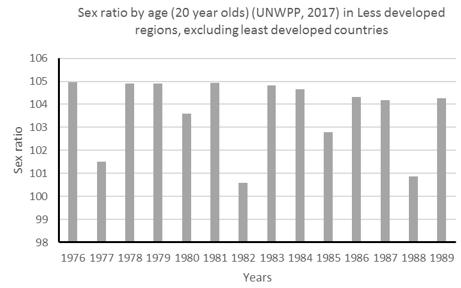 Sex ratio by age (20 year olds) (UNWPP, 2017) in Less developed
regions, excluding least developed countries
106
105
104
103
102
101
100
99
98
Sex ratio
1976 1977 1978 1979 1980 1981 1982 1983 1984 1985 1986 1987 1988 1989
Years